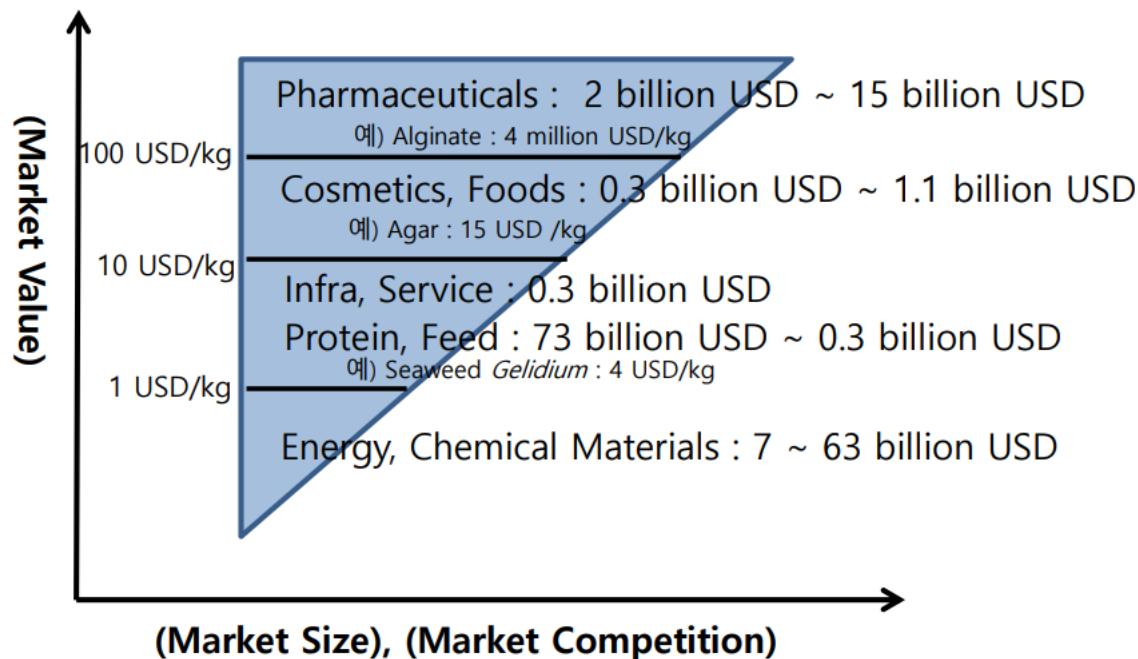 (Market Value)
Pharmaceuticals : 2 billion USD ~ 15 billion USD
예) Alginate : 4 million USD/kg
100 USD/kg
Cosmetics, Foods : 0.3 billion USD ~ 1.1 billion USD
예) Agar : 15 USD /kg
10 USD/kg
Infra, Service : 0.3 billion USD
Protein, Feed : 73 billion USD ~ 0.3 billion USD
예) Seaweed Gelidium : 4 USD/kg
1 USD/kg
Energy, Chemical Materials : 7 ~ 63 billion USD
(Market Size), (Market Competition)